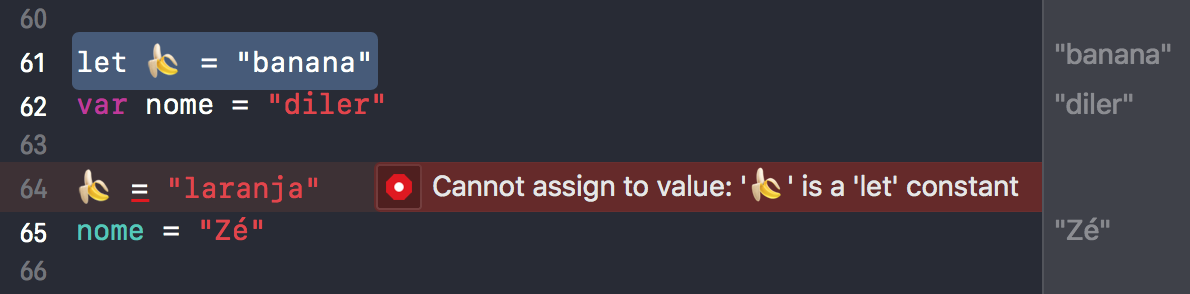 60
61 let 🍌 = "banana" "banana"
62 var nome = "diler" "diler"
63
64 🍌 = "laranja" Cannot assign to value: '🍌' is a 'let' constant
65 nome = "Zé" "Zé"
66